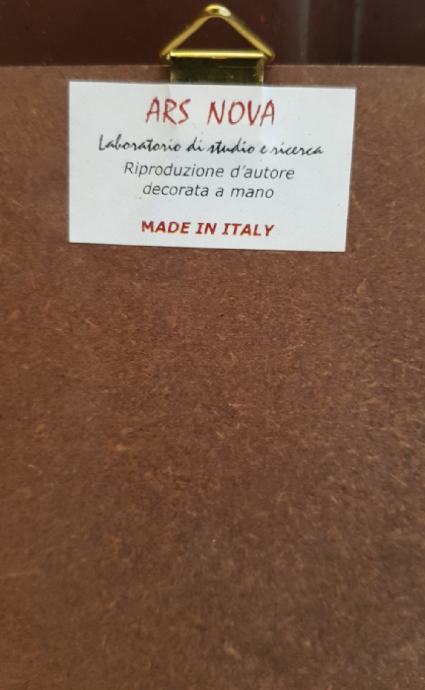 ARS NOVA
Laboratorio di studio e ricerca
Riproduzione d'autore
decorata a mano
MADE IN ITALY